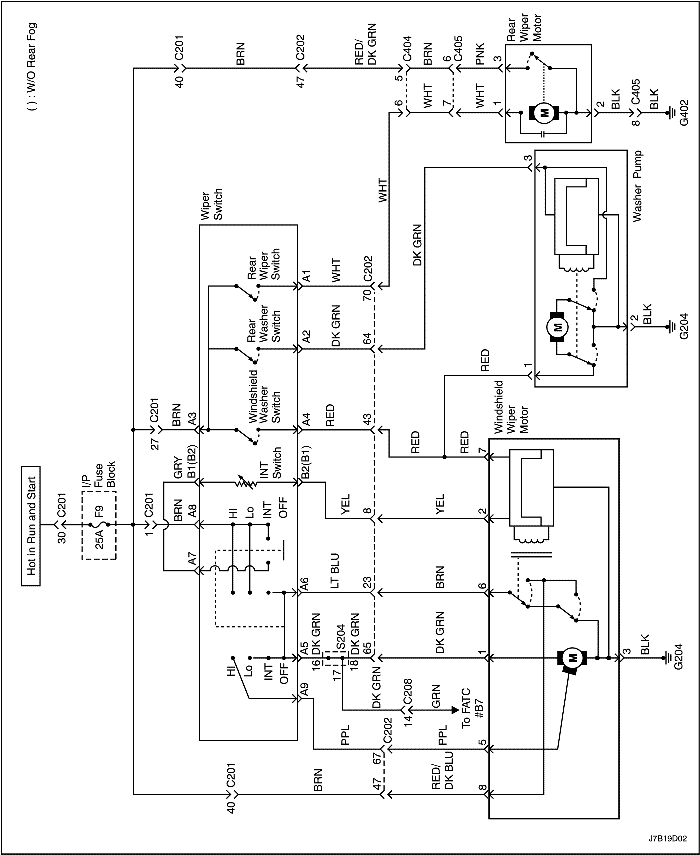 ( ) : W/O Rear Fog
Hot in Run and Start
30
C201
I/P
Fuse
Block
25A
F9
1
C201
27
C201
BRN
40
C201
BRN
C202
47
RED/
DK GRN
C404
5
BRN
C405
6
PNK
3
Rear
Wiper
Motor
6
WHT
7
WHT
1
M
2
BLK
C405
8
BLK
G402
Wiper
Switch
A3
GRY
B1(B2)
BRN
A8
A7
Rear
Wiper
Switch
Rear
Washer
Switch
Windshield
Washer
Switch
INT
Switch
HI
Lo
INT
OFF
HI
Lo
INT
OFF
A1
WHT
C202
70
WHT
A2
DK GRN
64
DK GRN
A4
RED
43
RED
RED
RED
B2(B1)
YEL
8
YEL
A6
LT BLU
23
BRN
A5
DK GRN
16
S204
17
18
DK GRN
65
DK GRN
DK GRN
C208
14
GRN
To FATC
#B7
A9
PPL
C202
67
PPL
40
C201
BRN
47
RED/
DK BLU
3
Washer Pump
M
1
2
BLK
G204
Windshield
Wiper
Motor
7
2
6
1
5
8
M
3
BLK
G204
J7B19D02